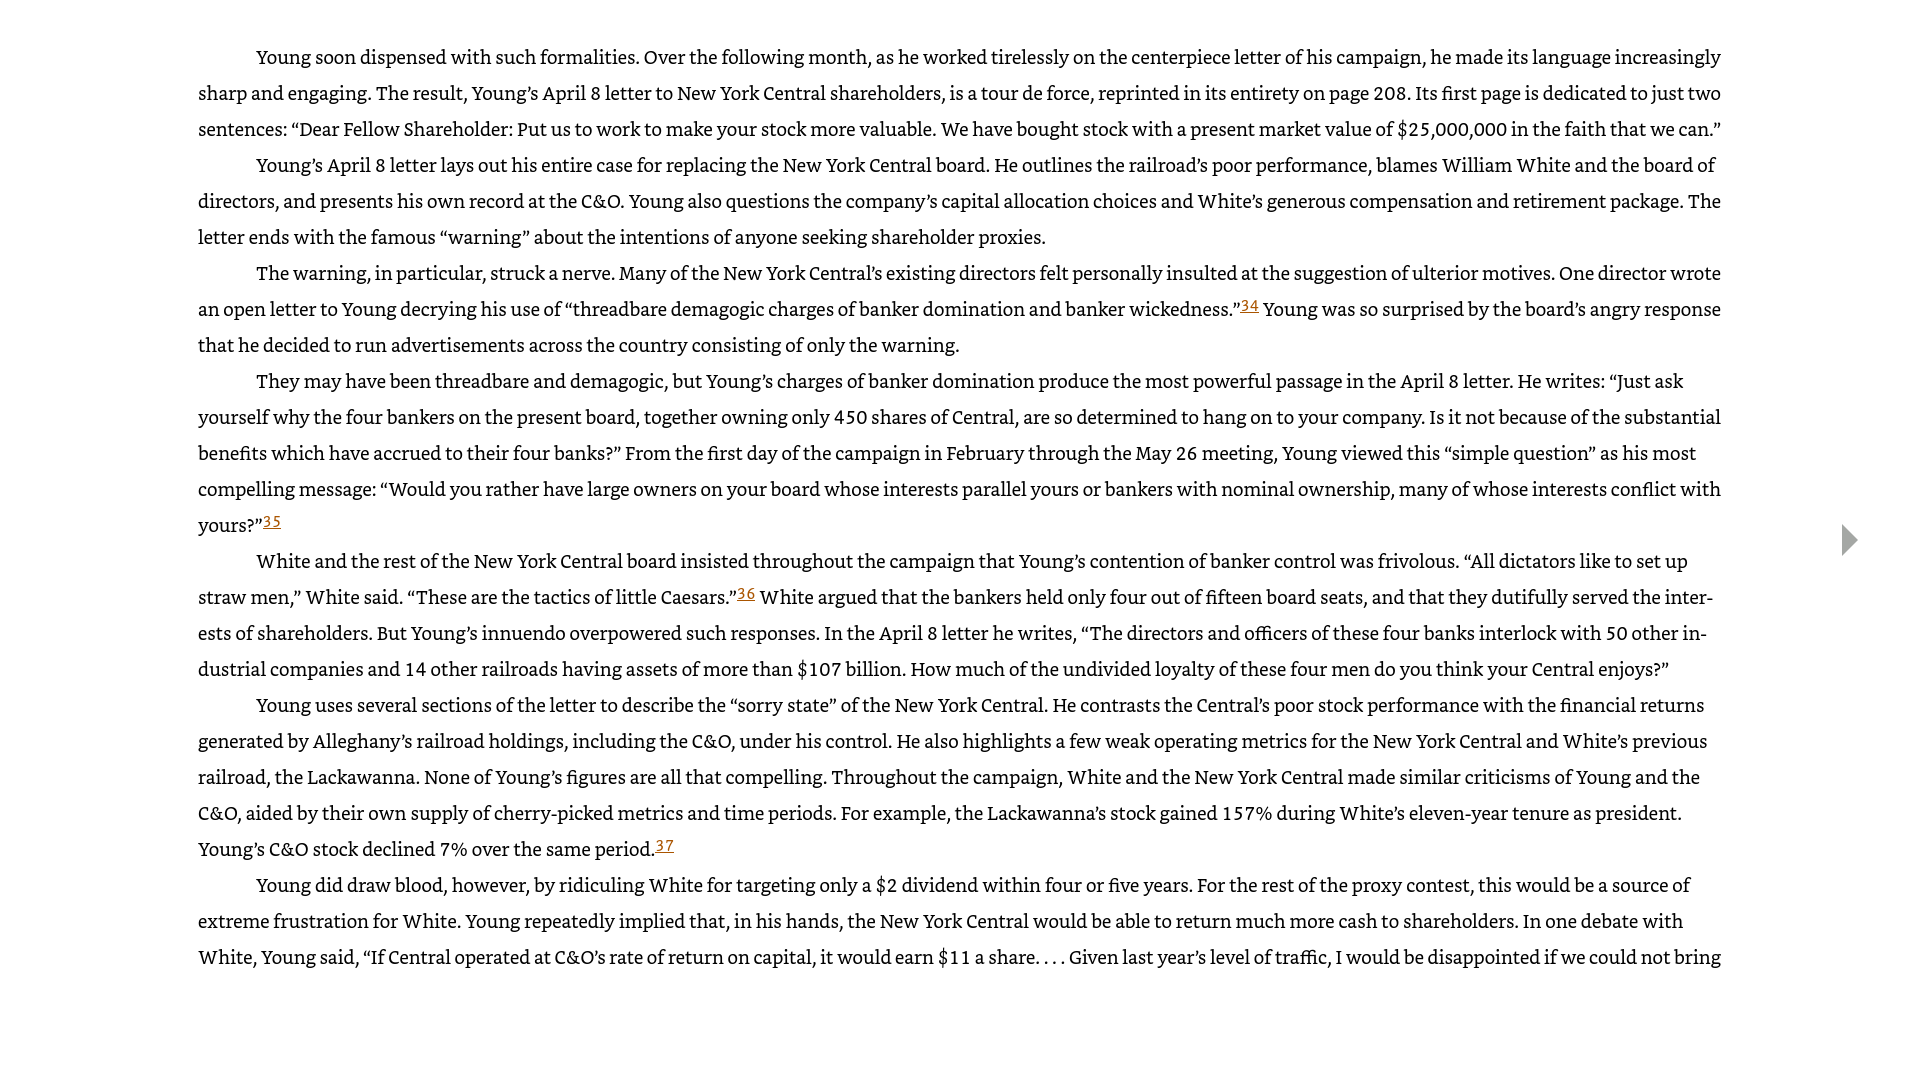 Young soon dispensed with such formalities. Over the following month, as he worked tirelessly on the centerpiece letter of his campaign, he made its language increasingly
sharp and engaging. The result, Young’s April 8 letter to New York Central shareholders, is a tour de force, reprinted in its entirety on page 208. Its first page is dedicated to just two
sentences: “Dear Fellow Shareholder: Put us to work to make your stock more valuable. We have bought stock with a present market value of $25,000,000 in the faith that we can.”
Young’s April 8 letter lays out his entire case for replacing the New York Central board. He outlines the railroad’s poor performance, blames William White and the board of
directors, and presents his own record at the C&O. Young also questions the company’s capital allocation choices and White’s generous compensation and retirement package. The
letter ends with the famous “warning” about the intentions of anyone seeking shareholder proxies.
The warning, in particular, struck a nerve. Many of the New York Central’s existing directors felt personally insulted at the suggestion of ulterior motives. One director wrote
an open letter to Young decrying his use of “threadbare demagogic charges of banker domination and banker wickedness.”34 Young was so surprised by the board’s angry response
that he decided to run advertisements across the country consisting of only the warning.
They may have been threadbare and demagogic, but Young’s charges of banker domination produce the most powerful passage in the April 8 letter. He writes: “Just ask
yourself why the four bankers on the present board, together owning only 450 shares of Central, are so determined to hang on to your company. Is it not because of the substantial
benefits which have accrued to their four banks?” From the first day of the campaign in February through the May 26 meeting, Young viewed this “simple question” as his most
compelling message: “Would you rather have large owners on your board whose interests parallel yours or bankers with nominal ownership, many of whose interests conflict with
yours?”35
White and the rest of the New York Central board insisted throughout the campaign that Young’s contention of banker control was frivolous. “All dictators like to set up
straw men,” White said. “These are the tactics of little Caesars.”36 White argued that the bankers held only four out of fifteen board seats, and that they dutifully served the inter-
ests of shareholders. But Young’s innuendo overpowered such responses. In the April 8 letter he writes, “The directors and officers of these four banks interlock with 50 other in-
dustrial companies and 14 other railroads having assets of more than $107 billion. How much of the undivided loyalty of these four men do you think your Central enjoys?”
Young uses several sections of the letter to describe the “sorry state” of the New York Central. He contrasts the Central’s poor stock performance with the financial returns
generated by Alleghany’s railroad holdings, including the C&O, under his control. He also highlights a few weak operating metrics for the New York Central and White’s previous
railroad, the Lackawanna. None of Young’s figures are all that compelling. Throughout the campaign, White and the New York Central made similar criticisms of Young and the
C&O, aided by their own supply of cherry-picked metrics and time periods. For example, the Lackawanna’s stock gained 157% during White’s eleven-year tenure as president.
Young’s C&O stock declined 7% over the same period.37
Young did draw blood, however, by ridiculing White for targeting only a $2 dividend within four or five years. For the rest of the proxy contest, this would be a source of
extreme frustration for White. Young repeatedly implied that, in his hands, the New York Central would be able to return much more cash to shareholders. In one debate with
White, Young said, “If Central operated at C&O’s rate of return on capital, it would earn $11 a share. . . . Given last year’s level of traffic, I would be disappointed if we could not bring